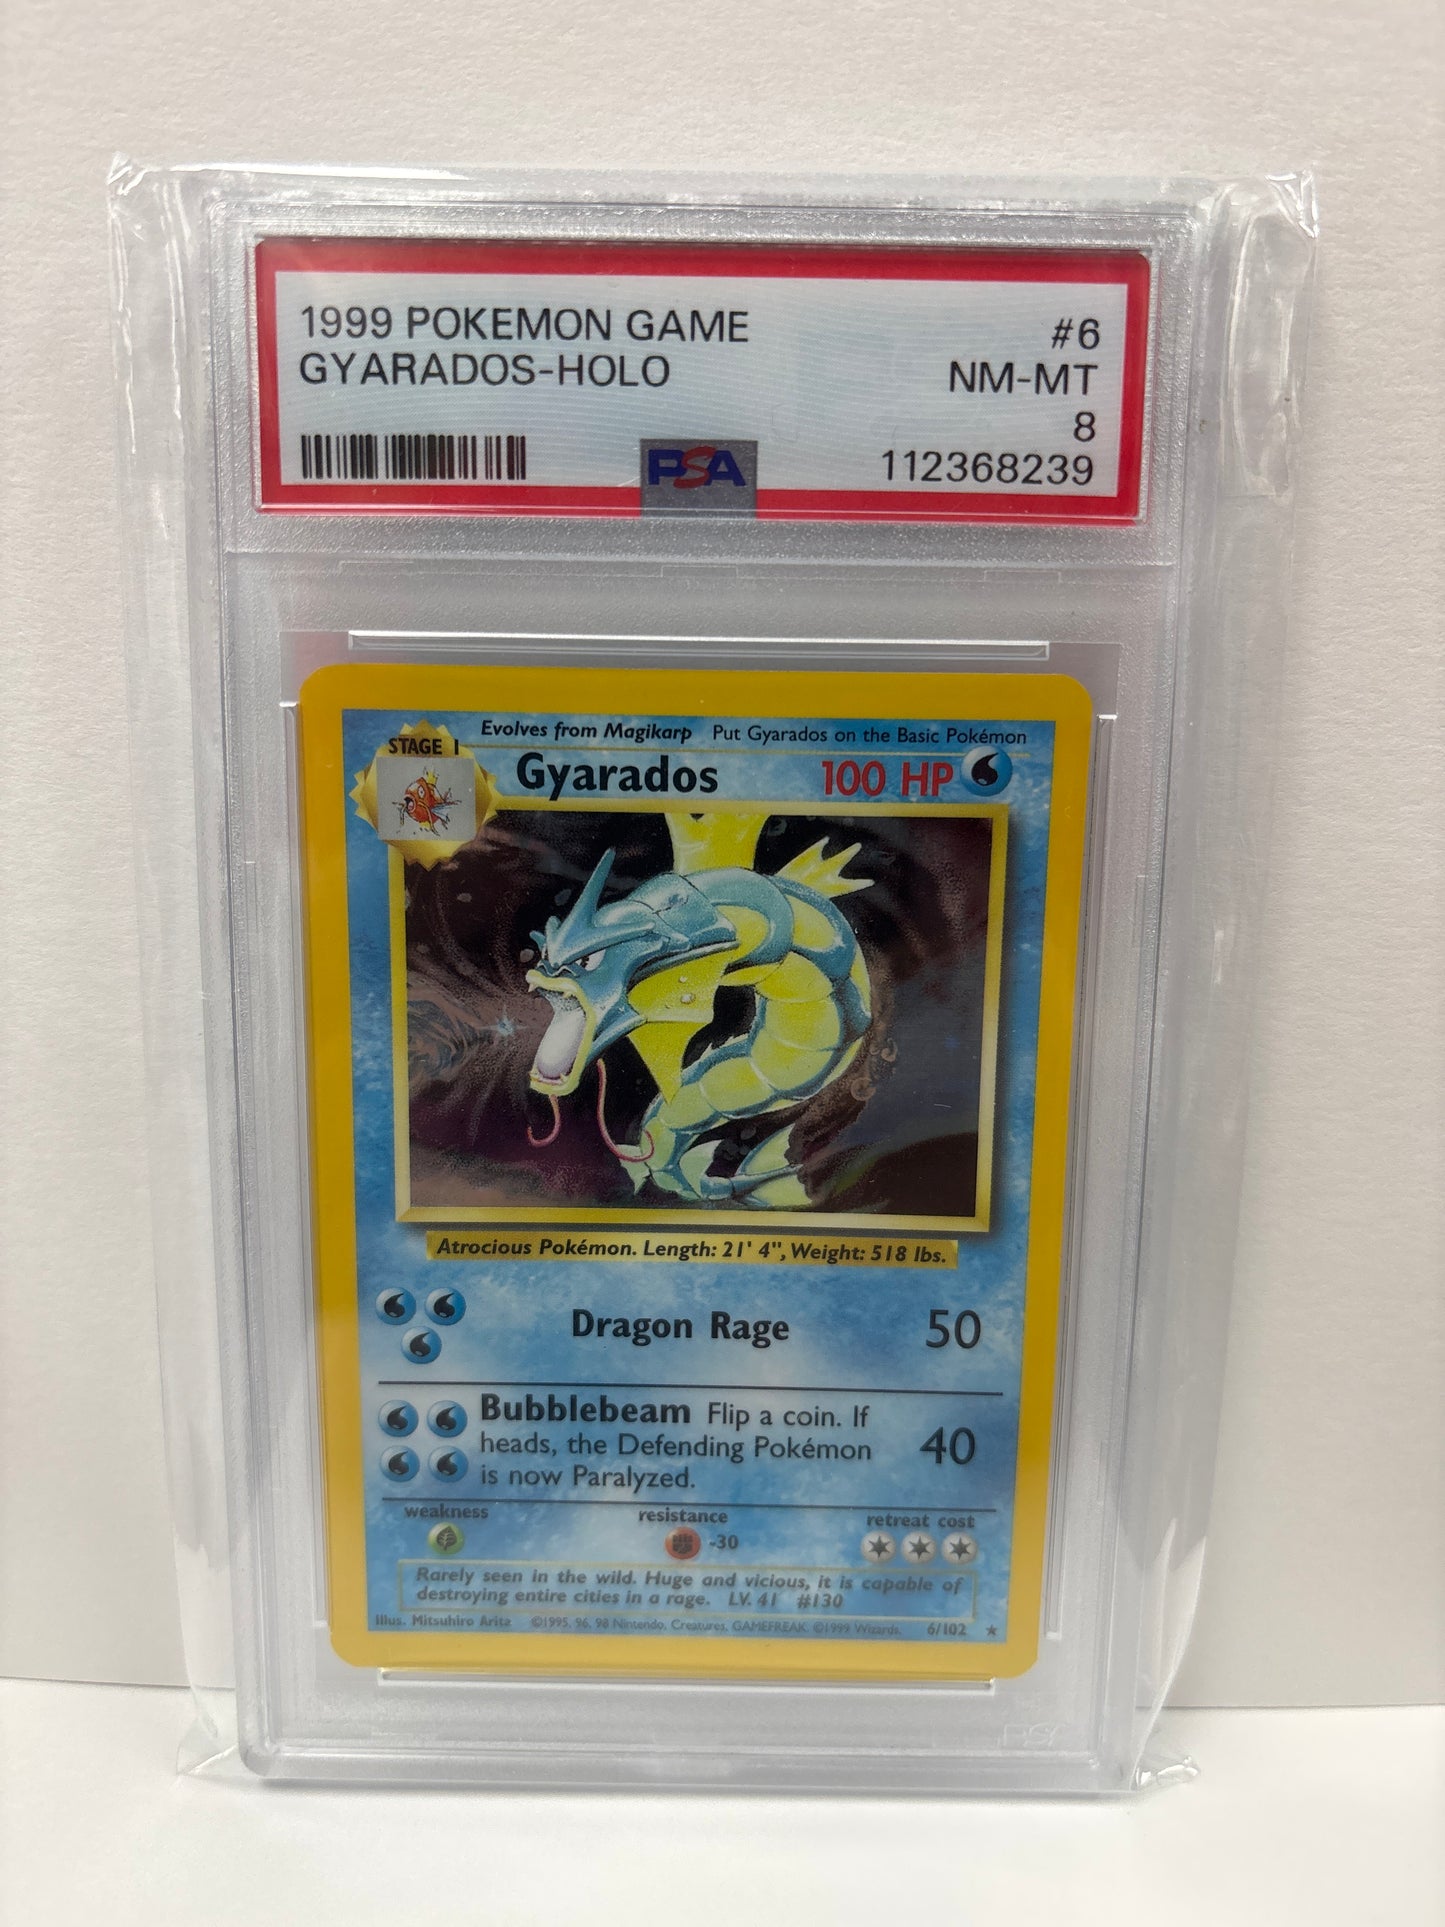 1999 POKEMON GAME
#6
GYARADOS-HOLO
NM-MT
8
PSA
112368239
Evolves from Magikarp Put Gyarados on the Basic Pokémon
STAGE 1
Gyarados 100 HP
Atrocious Pokémon. Length: 21' 4", Weight: 518 lbs.
Dragon Rage 50
Bubblebeam Flip a coin. If
heads, the Defending Pokémon
is now Paralyzed.
40
weakness resistance retreat cost
-30
Rarely seen in the wild. Huge and vicious, it is capable of
destroying entire cities in a rage. LV. 41 #130
Illus. Mitsuhiro Arita ©1995, 96, 98 Nintendo, Creatures, GAMEFREAK. ©1999 Wizards. 6/102 ★
PSA